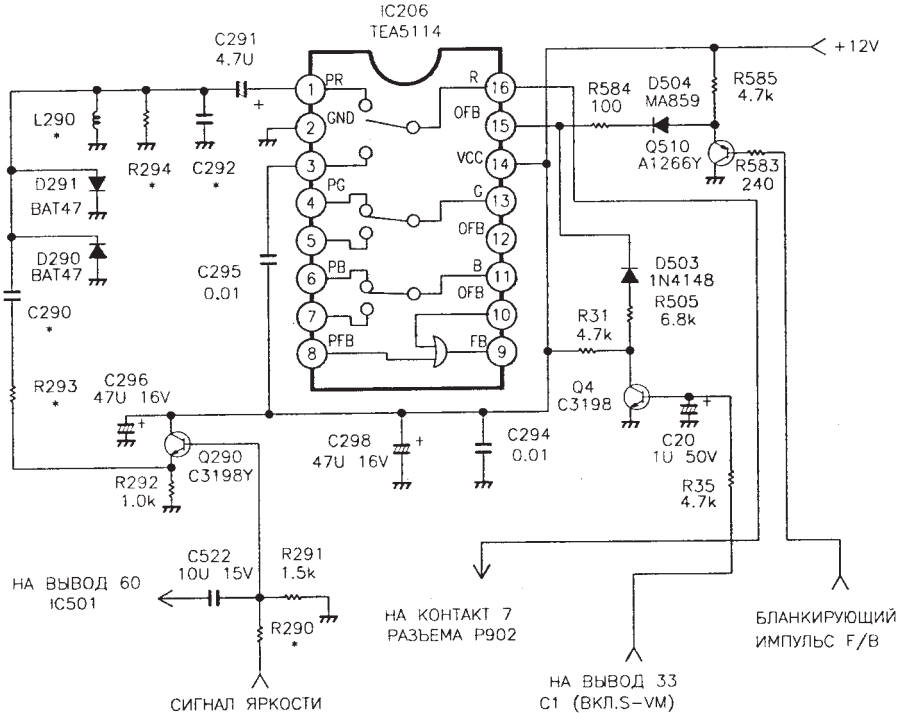 IC206
TEA5114
C291
4.7U
+
+12V
1
PR
R
16
2
GND
OFB
15
3
VCC
14
4
PG
G
13
5
OFB
12
6
PB
B
11
7
OFB
10
8
PFB
FB
9
R584
100
D504
MA859
R585
4.7k
Q510
A1266Y
R583
240
L290
*
R294
*
C292
*
D291
BAT47
D290
BAT47
C290
*
C295
0.01
D503
1N4148
R505
6.8k
R31
4.7k
R293
*
C296
47U 16V
+
Q4
C3198
+
C20
1U 50V
Q290
C3198Y
R292
1.0k
C298
47U 16V
+
C294
0.01
R35
4.7k
C522
10U 15V
R291
1.5k
НА ВЫВОД 60
IC501
R290
*
СИГНАЛ ЯРКОСТИ
НА КОНТАКТ 7
РАЗЪЕМА P902
НА ВЫВОД 33
C1 (ВКЛ.S-VM)
БЛАНКИРУЮЩИЙ
ИМПУЛЬС F/B